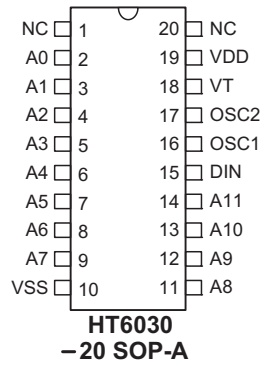 NC 1 20 NC
A0 2 19 VDD
A1 3 18 VT
A2 4 17 OSC2
A3 5 16 OSC1
A4 6 15 DIN
A5 7 14 A11
A6 8 13 A10
A7 9 12 A9
VSS 10 11 A8
HT6030
−20 SOP-A